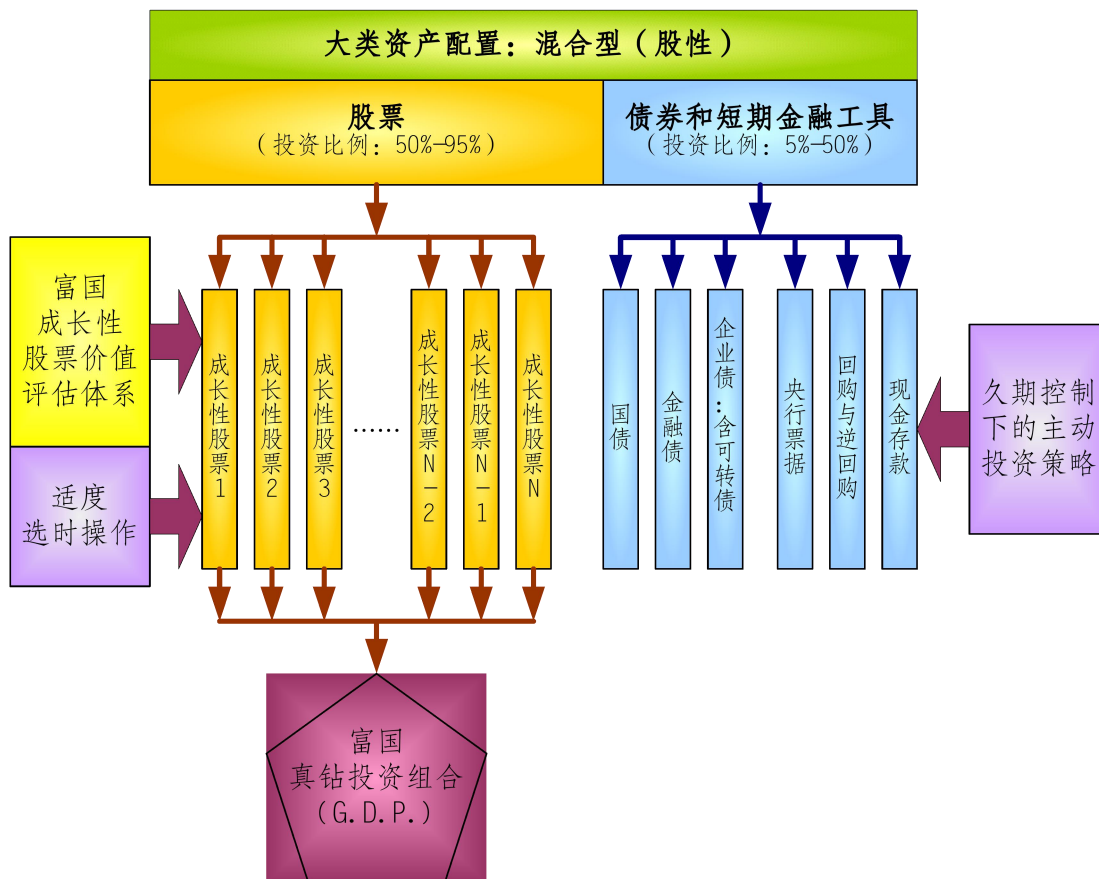 大类资产配置：混合型（股性）
股票
（投资比例：50%-95%）
债券和短期金融工具
（投资比例：5%-50%）
富国
成长性
股票价值
评估体系
适度
选时操作
成长性股票1
成长性股票2
成长性股票3
……
成长性股票N-2
成长性股票N-1
成长性股票N
国债
金融债
企业债：含可转债
央行票据
回购与逆回购
现金存款
久期控制
下的主动
投资策略
富国
真钻投资组合
（G.D.P.）